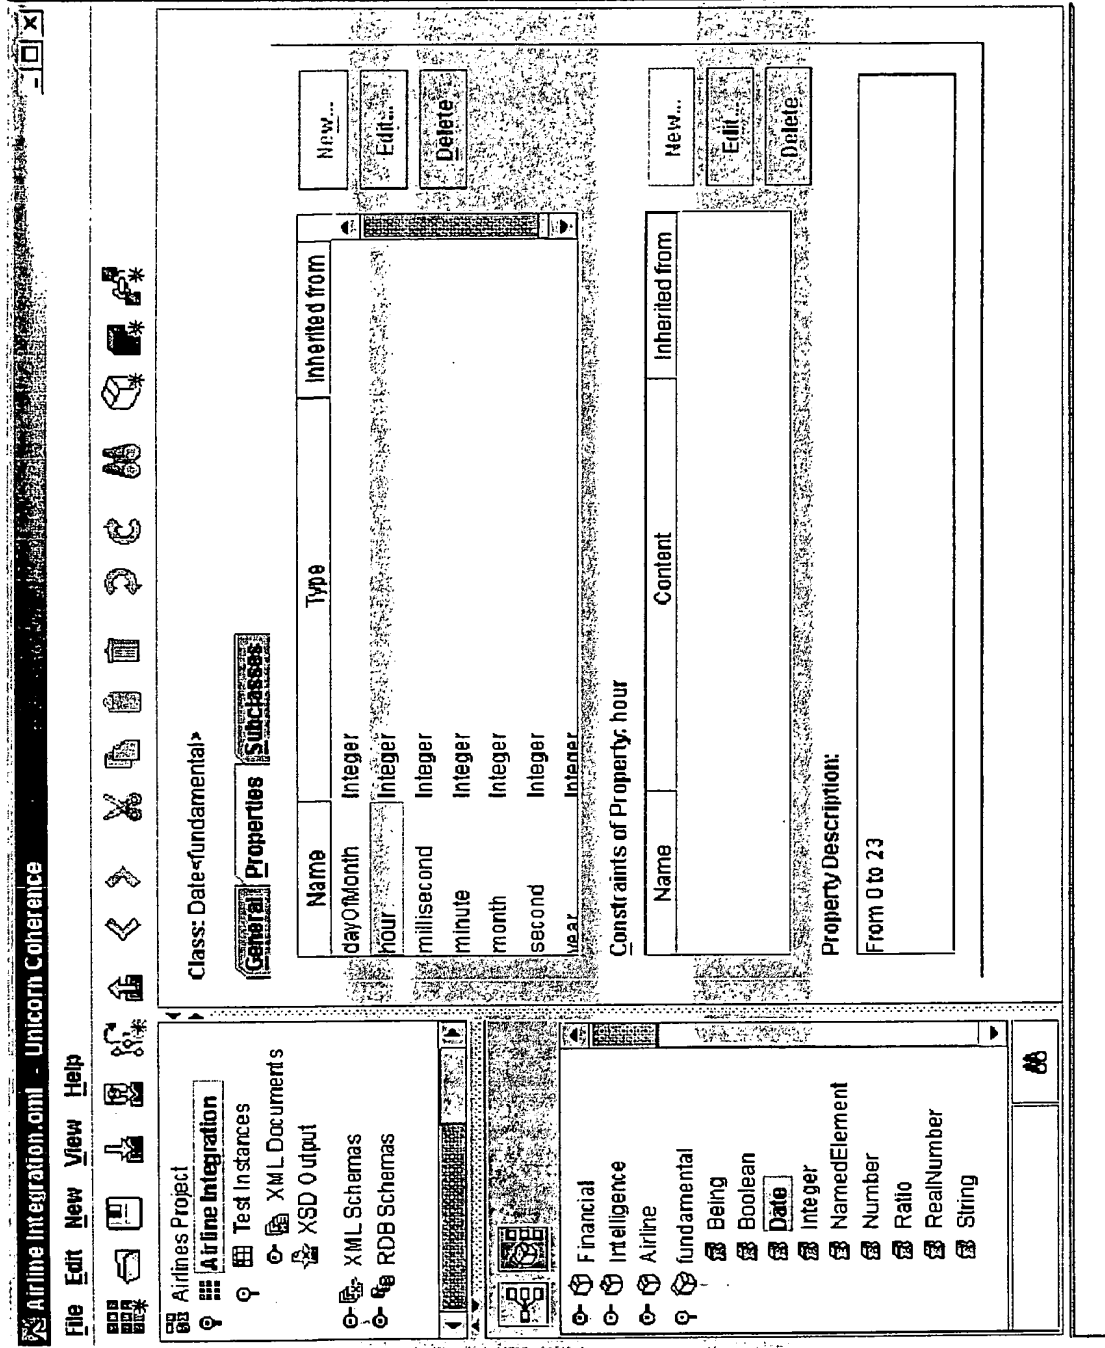 Airline Integration.oml - Unicorn Coherence
File Edit New View Help
Airlines Project
Airline Integration
Test Instances
XML Documents
XSD Output
XML Schemas
RDB Schemas
Financial
Intelligence
Airline
fundamental
Being
Boolean
Date
Integer
NamedElement
Number
Ratio
RealNumber
String
Class: Date<fundamental>
General Properties Subclasses
Name Type Inherited from
dayOfMonth Integer
hour Integer
millisecond Integer
minute Integer
month Integer
second Integer
year Integer
New...
Edit...
Delete
Constraints of Property: hour
Name Content Inherited from
New...
Edit...
Delete
Property Description:
From 0 to 23